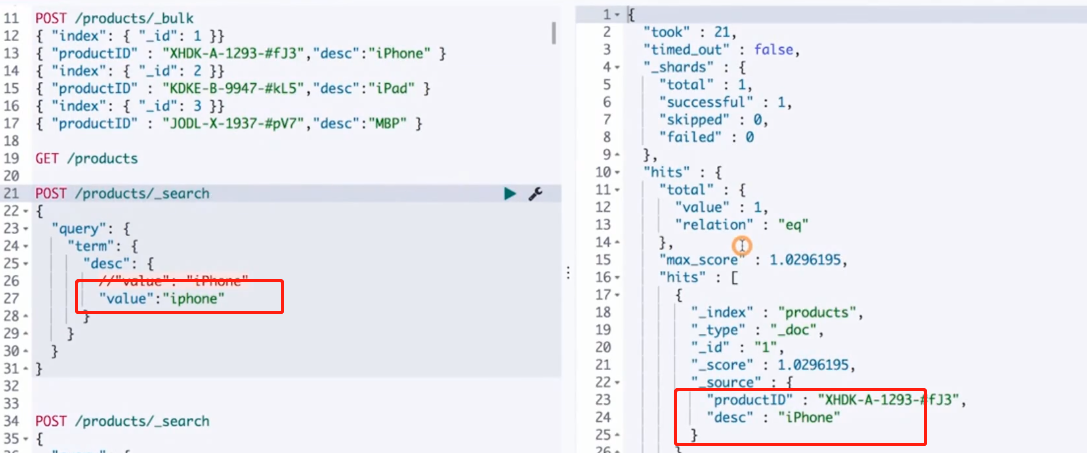 11 POST /products/_bulk
12 { "index": { "_id": 1 }}
13 { "productID" : "XHDK-A-1293-#fJ3","desc":"iPhone" }
14 { "index": { "_id": 2 }}
15 { "productID" : "KDKE-B-9947-#kL5","desc":"iPad" }
16 { "index": { "_id": 3 }}
17 { "productID" : "JODL-X-1937-#pV7","desc":"MBP" }
18
19 GET /products
20
21 POST /products/_search
22 {
23 "query": {
24 "term": {
25 "desc": {
26 //"value": "iPhone"
27 "value":"iphone"
28 }
29 }
30 }
31 }
32
33
34 POST /products/_search
35 {
1 {
2 "took" : 21,
3 "timed_out" : false,
4 "_shards" : {
5 "total" : 1,
6 "successful" : 1,
7 "skipped" : 0,
8 "failed" : 0
9 },
10 "hits" : {
11 "total" : {
12 "value" : 1,
13 "relation" : "eq"
14 },
15 "max_score" : 1.0296195,
16 "hits" : [
17 {
18 "_index" : "products",
19 "_type" : "_doc",
20 "_id" : "1",
21 "_score" : 1.0296195,
22 "_source" : {
23 "productID" : "XHDK-A-1293-#fJ3",
24 "desc" : "iPhone"
25 }